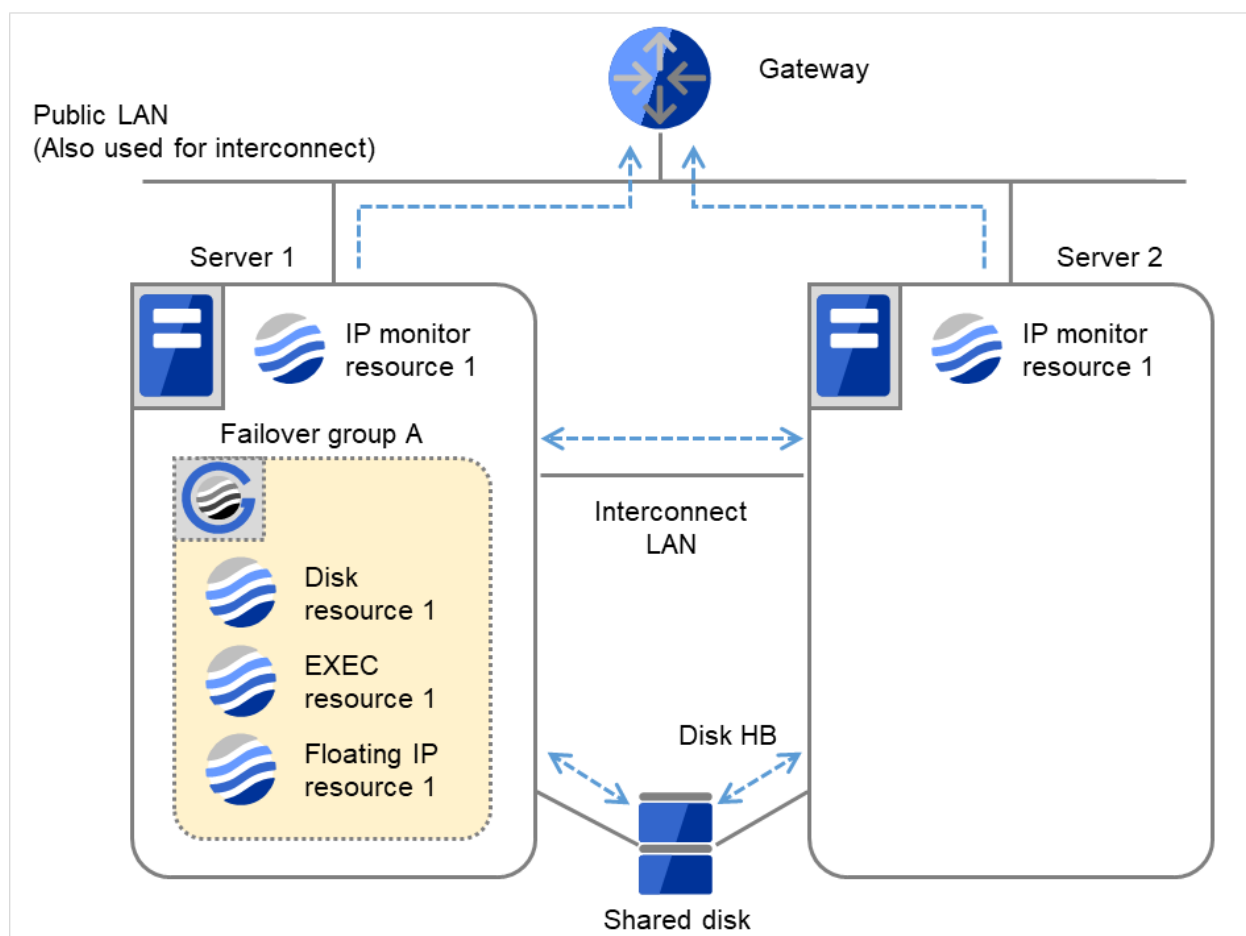 Gateway
Public LAN
(Also used for interconnect)
Server 1
Server 2
IP monitor
resource 1
IP monitor
resource 1
Failover group A
Interconnect
LAN
Disk
resource 1
EXEC
resource 1
Floating IP
resource 1
Disk HB
Shared disk